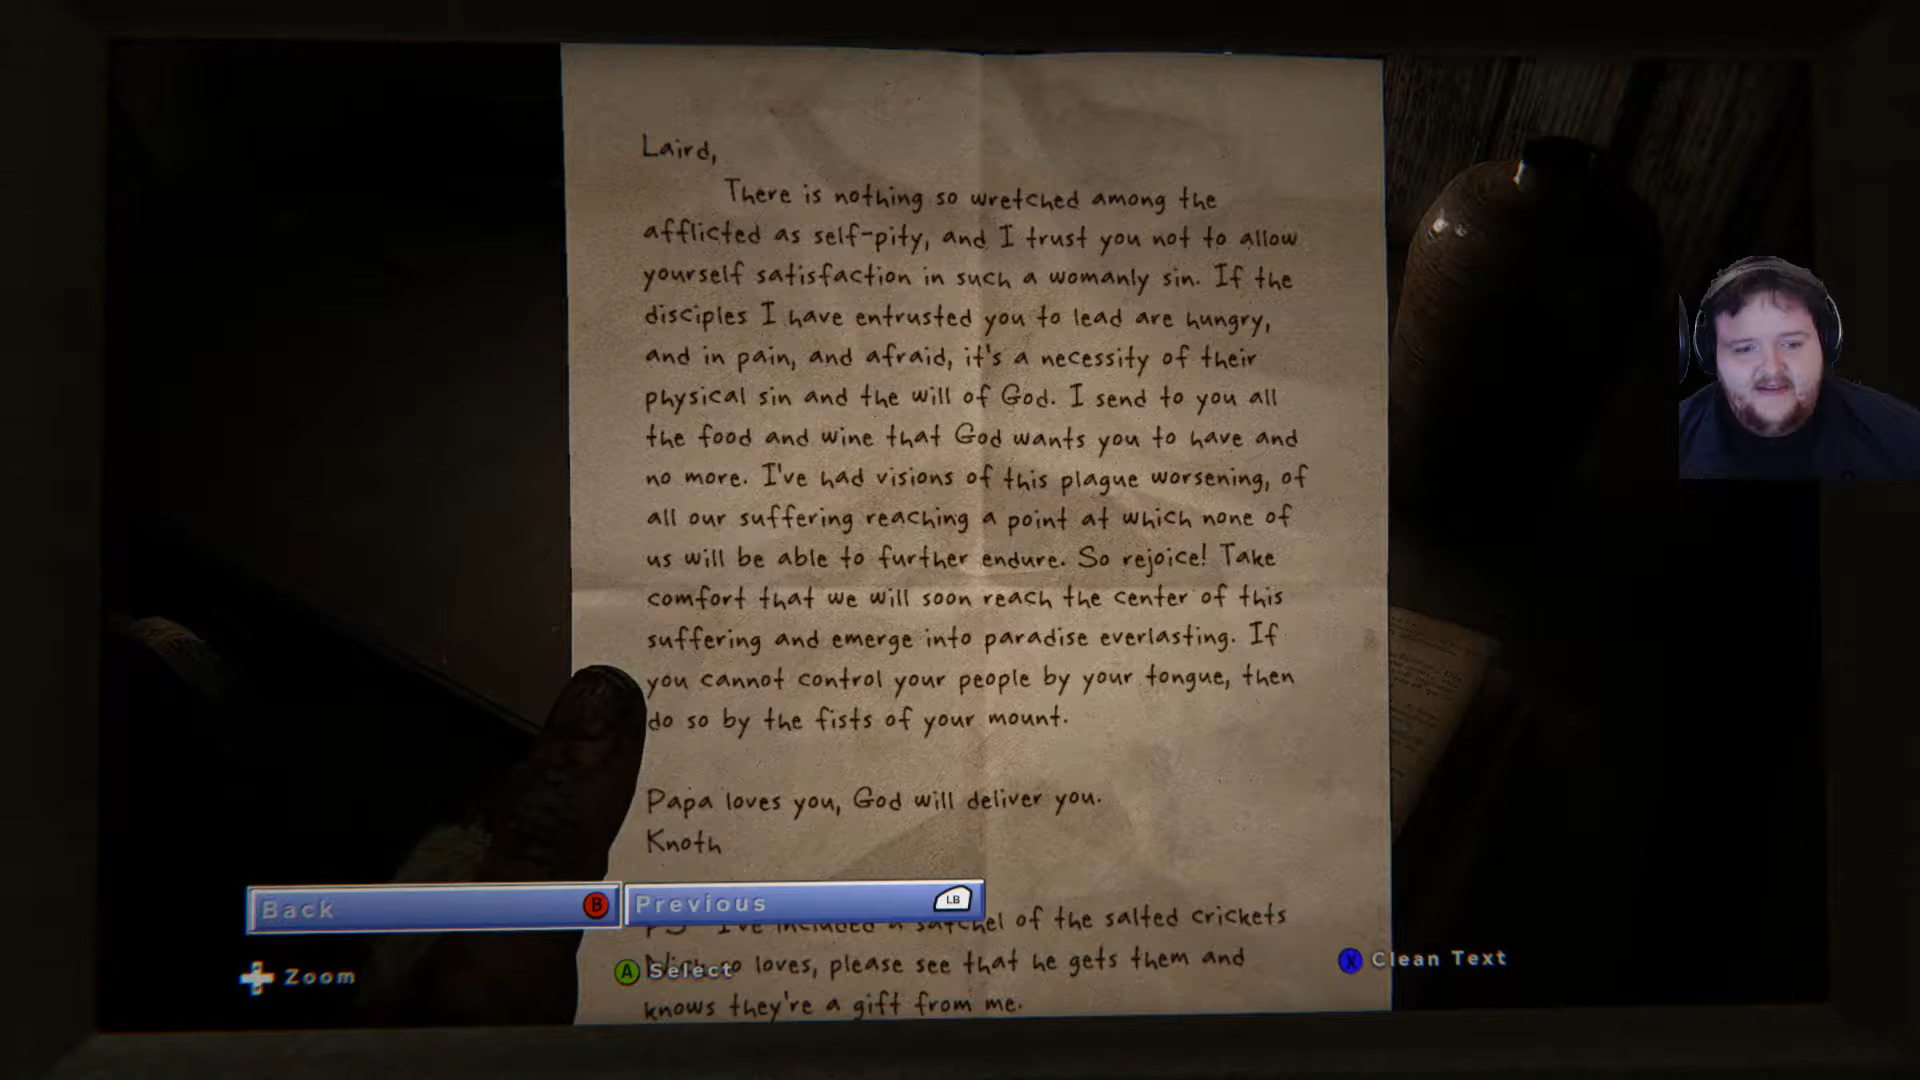 Laird,
There is nothing so wretched among the
afflicted as self-pity, and I trust you not to allow
yourself satisfaction in such a womanly sin. If the
disciples I have entrusted you to lead are hungry,
and in pain, and afraid, it's a necessity of their
physical sin and the will of God. I send to you all
the food and wine that God wants you to have and
no more. I've had visions of this plague worsening, of
all our suffering reaching a point at which none of
us will be able to further endure. So rejoice! Take
comfort that we will soon reach the center of this
suffering and emerge into paradise everlasting. If
you cannot control your people by your tongue, then
do so by the fists of your mount.
Papa loves you, God will deliver you.
Knoth
Back B Previous LB
PS I've included a satchel of the salted crickets
so loves, please see that he gets them and
knows they're a gift from me.
Zoom
A Select
X Clean Text